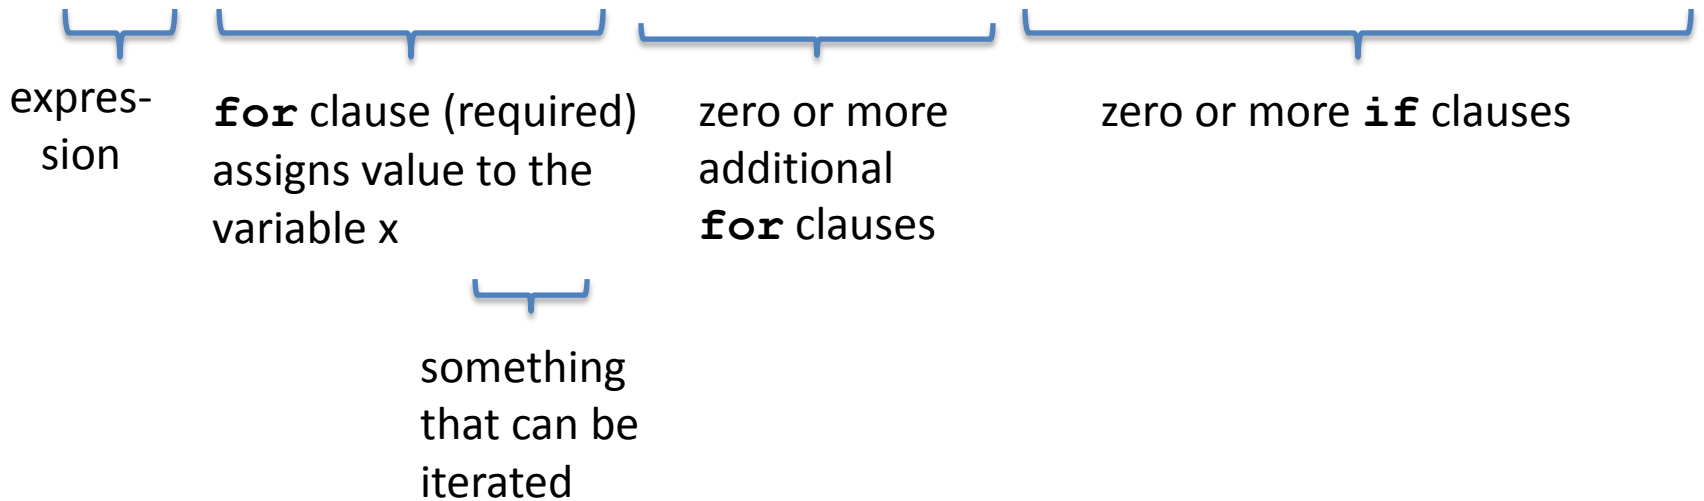 expres-
sion
for clause (required)
assigns value to the
variable x
zero or more
additional
for clauses
zero or more if clauses
something
that can be
iterated